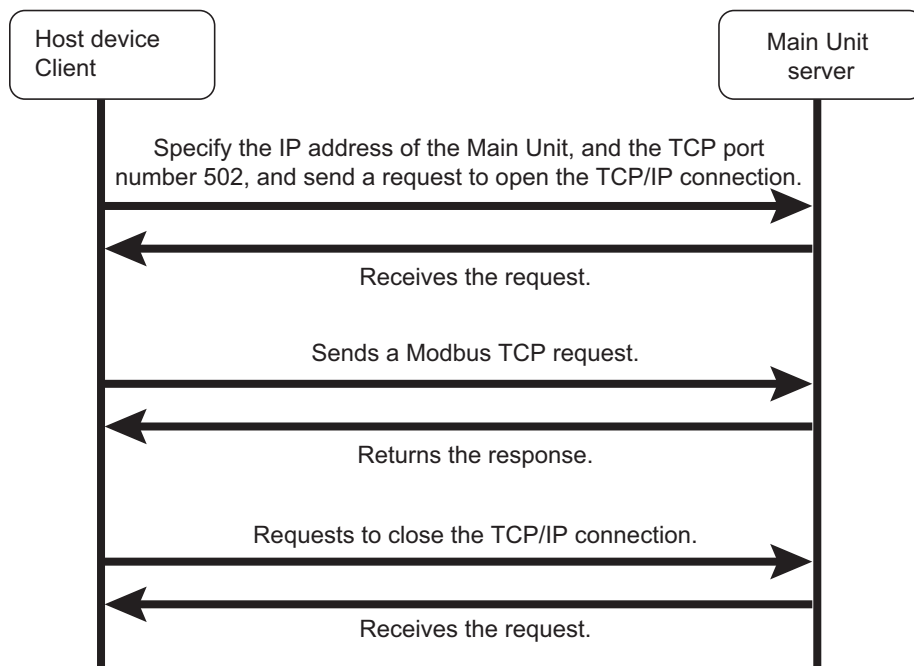 Host device
Client
Main Unit
server
Specify the IP address of the Main Unit, and the TCP port
number 502, and send a request to open the TCP/IP connection.
Receives the request.
Sends a Modbus TCP request.
Returns the response.
Requests to close the TCP/IP connection.
Receives the request.